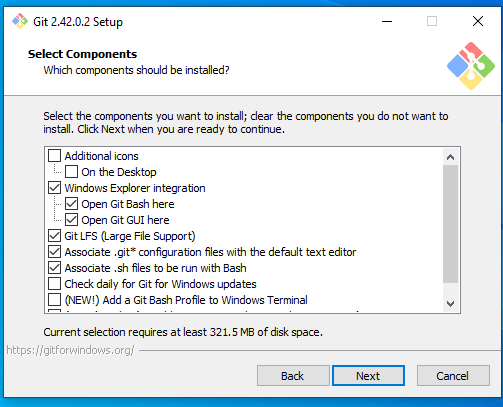 Git 2.42.0.2 Setup
Select Components
Which components should be installed?
Select the components you want to install; clear the components you do not want to
install. Click Next when you are ready to continue.
Additional icons
On the Desktop
Windows Explorer integration
Open Git Bash here
Open Git GUI here
Git LFS (Large File Support)
Associate .git* configuration files with the default text editor
Associate .sh files to be run with Bash
Check daily for Git for Windows updates
(NEW!) Add a Git Bash Profile to Windows Terminal
Current selection requires at least 321.5 MB of disk space.
https://gitforwindows.org/
Back
Next
Cancel